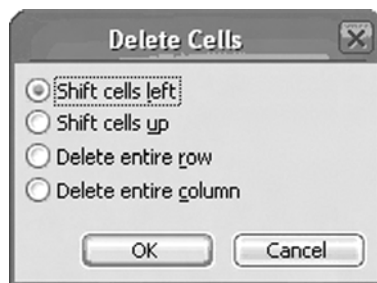 Delete Cells
Shift cells left
Shift cells up
Delete entire row
Delete entire column
OK Cancel